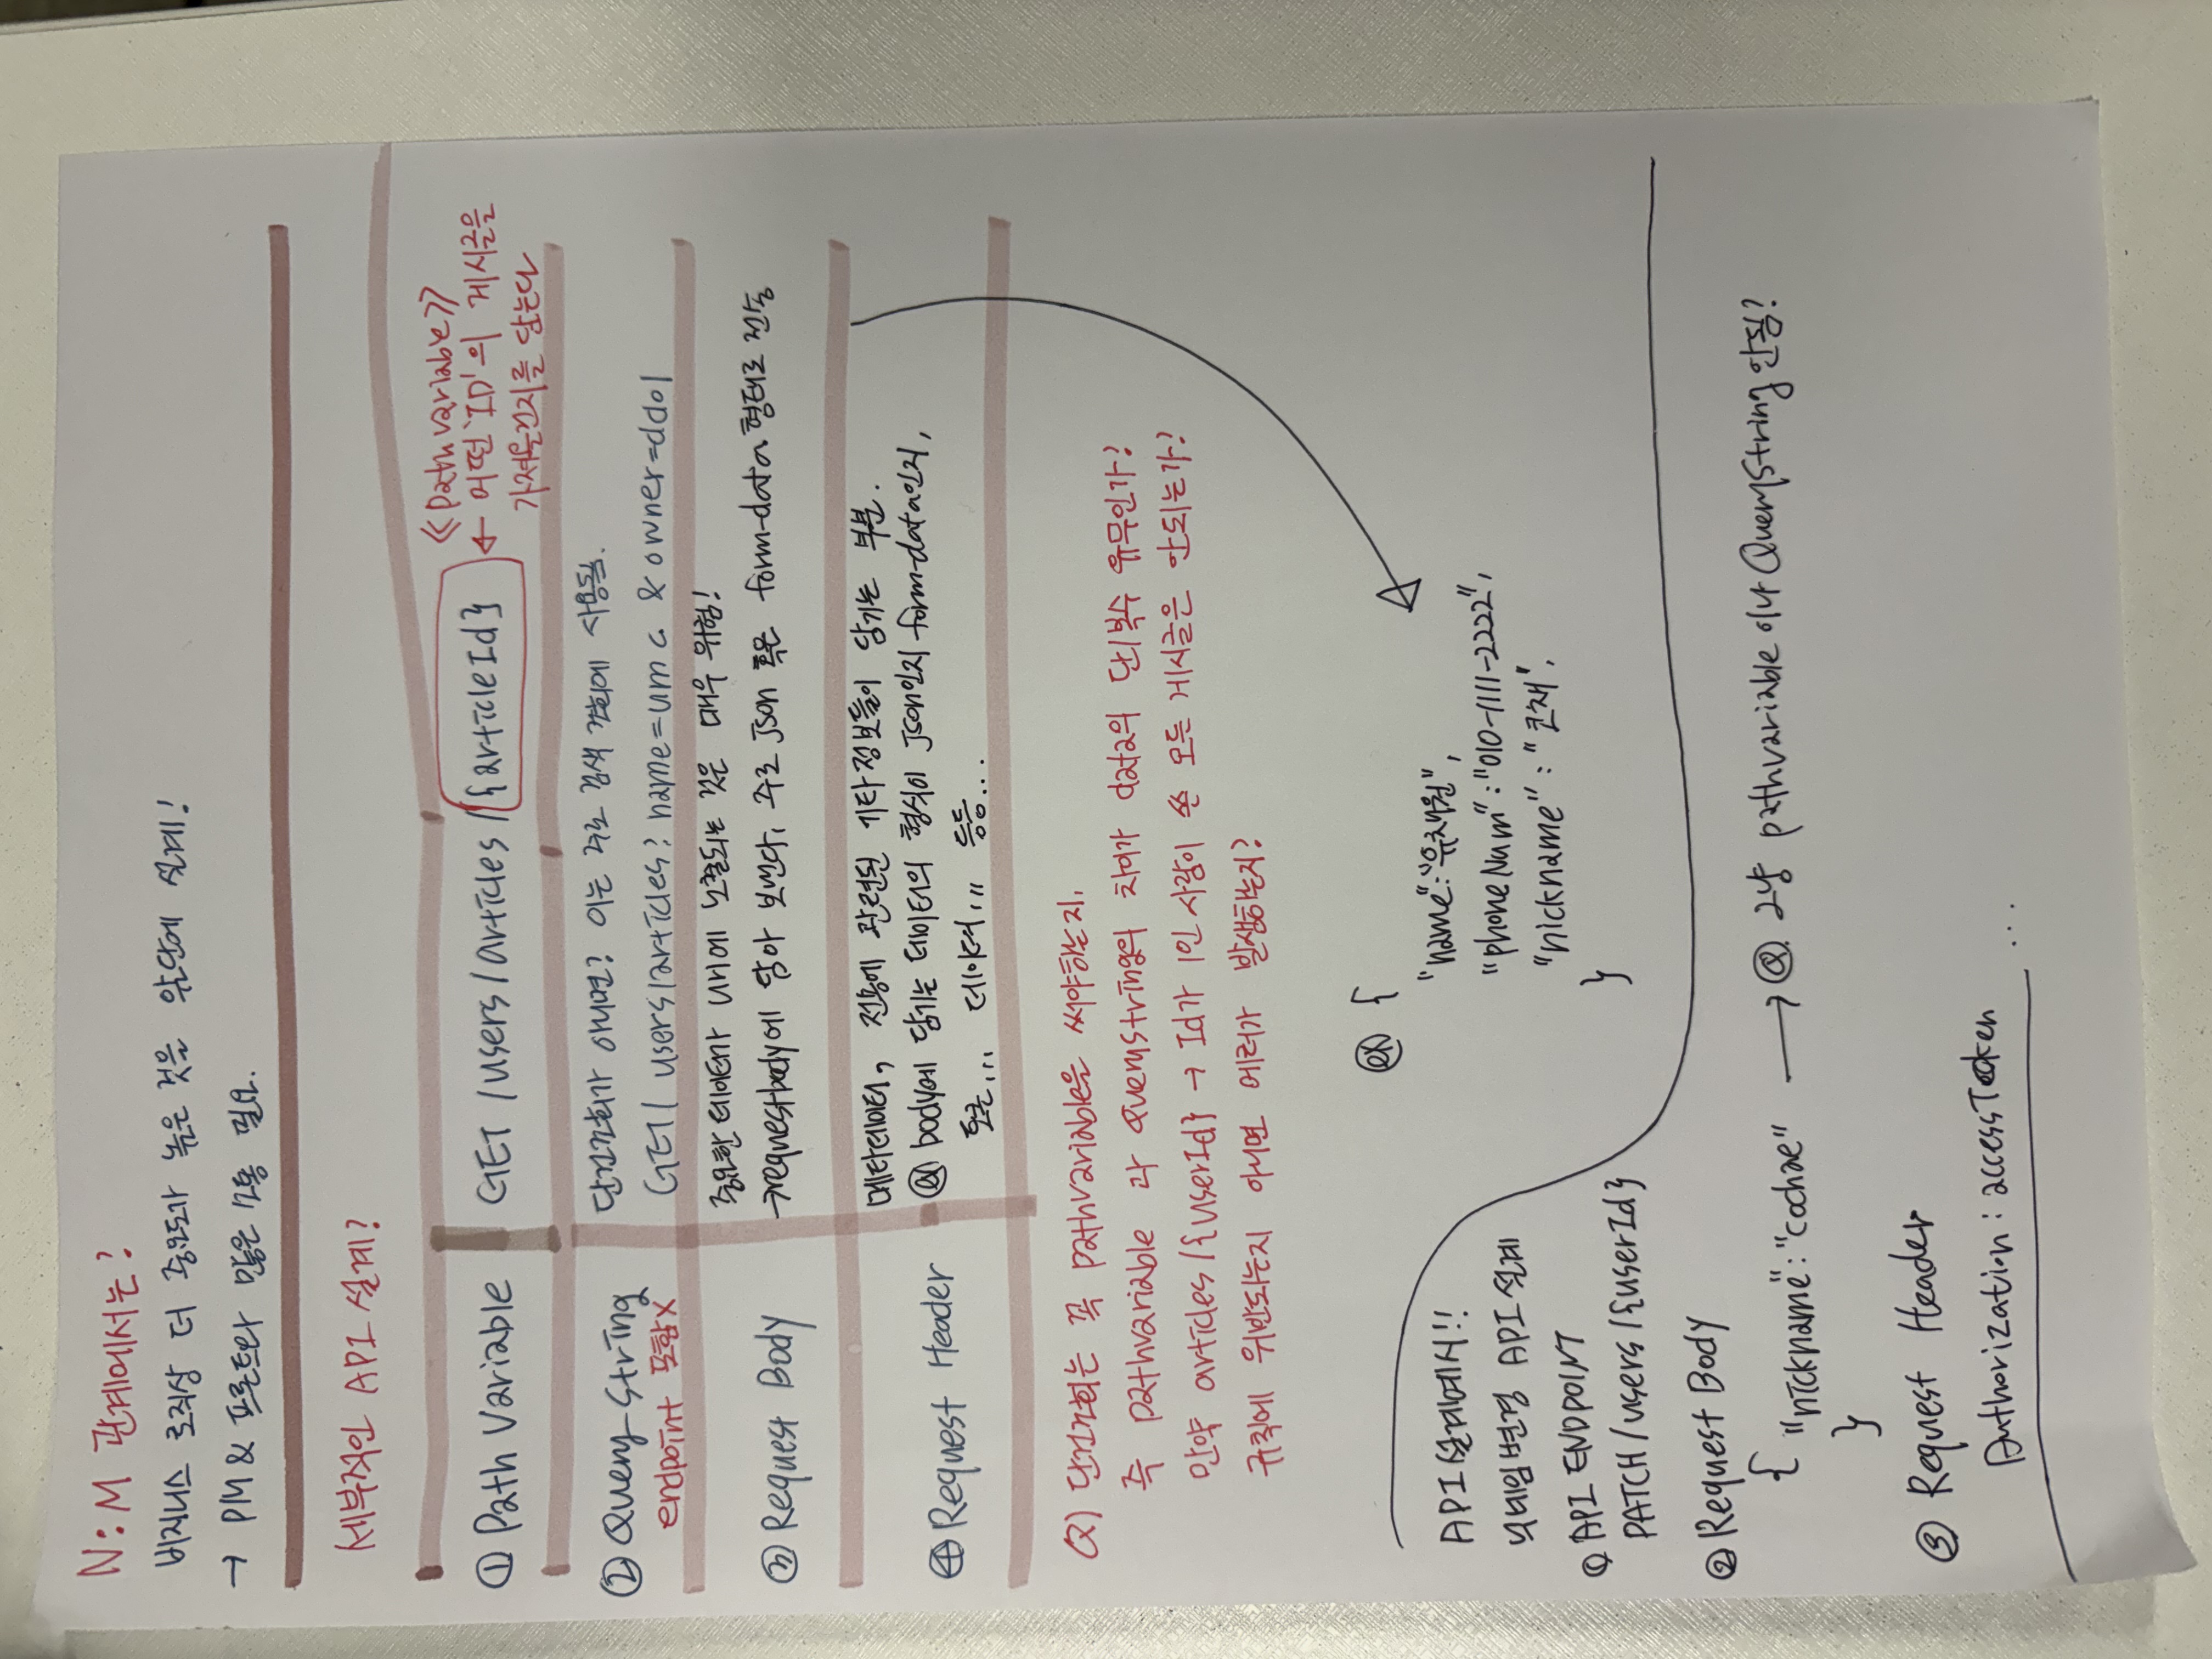 N:M 관계에서는?
비지니스 로직상 더 중요도가 높은 것을 앞단에 설계!
→ PM & 프론트와 많은 소통 필요.
세부적인 API 설계?
① Path Variable
GET /users/articles/{articleId}
《Path variable》
← 어떤 'ID'의 게시글을
가져올건지를 담는다
② Query String
endpoint 포함X
단건조회가 아니면? 이는 주로 검색 조회에 사용됨.
GET/ users/articles? name=umc & owner=ddol
③ Request Body
중요한 데이터가 URL에 노출되는 것은 매우 위험!
→requestbody에 담아 보낸다, 주로 json 혹은 form-data 형태로 전송
④ Request Header
메타데이터, 전송에 관련된 기타정보들이 담기는 부분.
ex) body에 담기는 데이터의 형식이 json인지 form-data인지,
토큰... 데이터... 등등...
Q) 단건조회는 꼭 pathvariable을 써야하는지,
즉 pathvariable 과 Querystring의 차이가 data의 단/복수 유무인가?
만약 articles/{userId} → Id가 1인 사람이 쓴 모든 게시글은 안되는가?
규칙에 위반되는지 아니면 에러가 발생하는지?
ex {
"name":"유채원",
"phoneNum":"010-1111-2222",
"nickname" : "코채",
}
API 설계예시!!
닉네임변경 API 설계
① API ENDPOINT
PATCH /users/{userId}
② Request Body
{ "nickname":"cochae" → Q. 그냥 pathvariable 이나 QueryString 안됨?
}
③ Request Header
Authorization : accessTocken ...